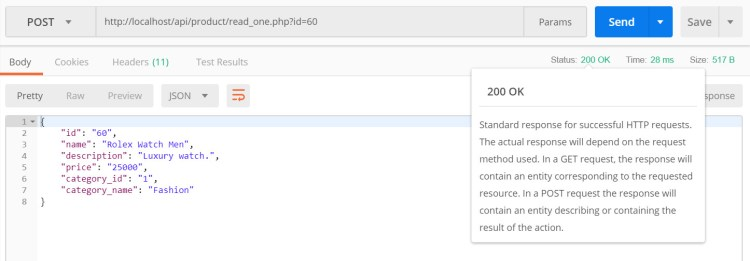 POST http://localhost/api/product/read_one.php?id=60 Params Send Save
Body Cookies Headers (11) Test Results Status: 200 OK Time: 28 ms Size: 517 B
Pretty Raw Preview JSON
200 OK
Standard response for successful HTTP requests.
The actual response will depend on the request
method used. In a GET request, the response will
contain an entity corresponding to the requested
resource. In a POST request the response will
contain an entity describing or containing the
result of the action.
sponse
1 {
2 "id": "60",
3 "name": "Rolex Watch Men",
4 "description": "Luxury watch.",
5 "price": "25000",
6 "category_id": "1",
7 "category_name": "Fashion"
8 }